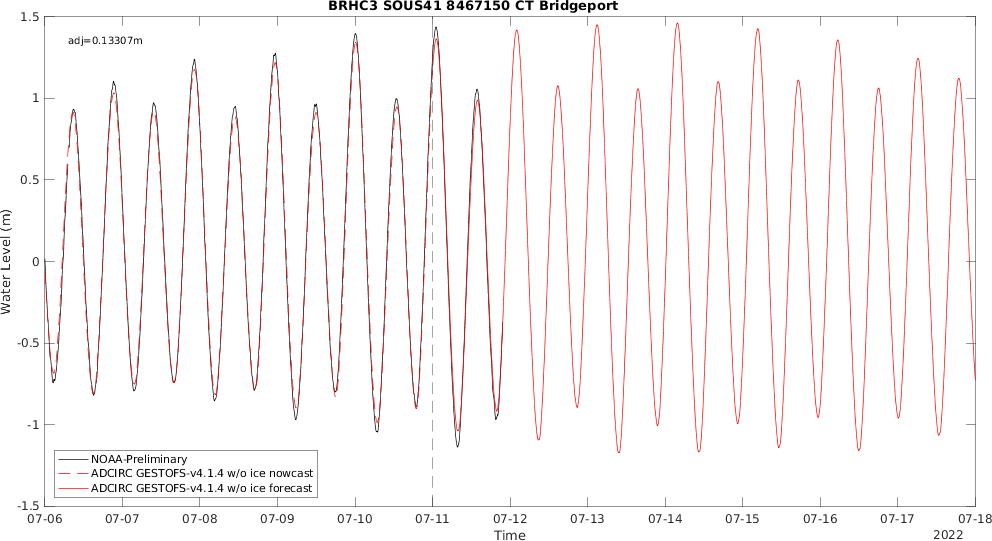 BRHC3 SOUS41 8467150 CT Bridgeport
adj=0.13307m
1.5
1
0.5
0
-0.5
-1
-1.5
Water Level (m)
NOAA-Preliminary
ADCIRC GESTOFS-v4.1.4 w/o ice nowcast
ADCIRC GESTOFS-v4.1.4 w/o ice forecast
07-06 07-07 07-08 07-09 07-10 07-11 07-12 07-13 07-14 07-15 07-16 07-17 07-18
Time
2022